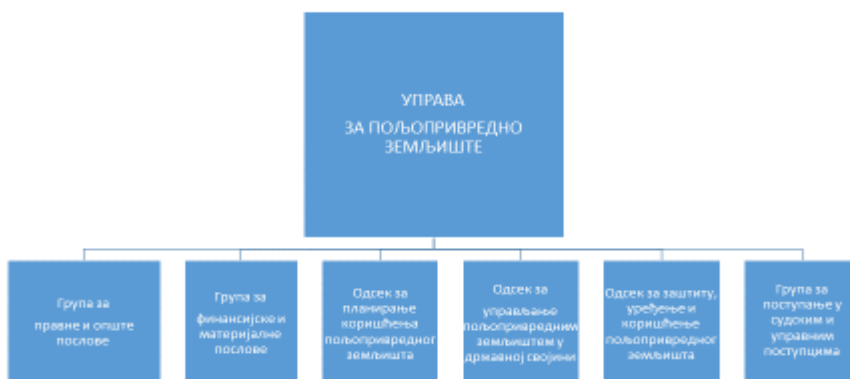 УПРАВА
ЗА ПОЉОПРИВРЕДНО
ЗЕМЉИШТЕ
Група за
правне и опште
послове
Група за
финансијске и
материјалне
послове
Одсек за
планирање
коришћења
пољопривредног
земљишта
Одсек за
управљање
пољопривредним
земљиштем у
државној својини
Одсек за заштиту,
уређење и
коришћење
пољопривредног
земљишта
Група за
поступање у
судским и
управним
поступцима